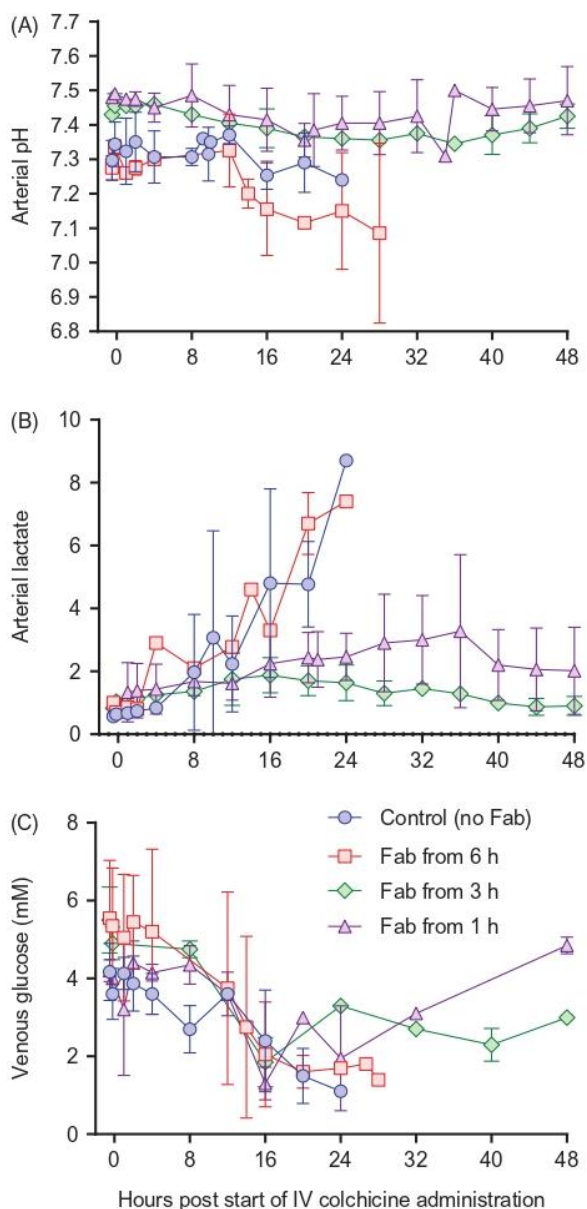 (A)
7.7
7.6
7.5
7.4
7.3
7.2
7.1
7.0
6.9
6.8
Arterial pH
0 8 16 24 32 40 48
(B)
10
8
6
4
2
0
Arterial lactate
0 8 16 24 32 40 48
(C)
8
6
4
2
0
Venous glucose (mM)
Control (no Fab)
Fab from 6 h
Fab from 3 h
Fab from 1 h
0 8 16 24 32 40 48
Hours post start of IV colchicine administration